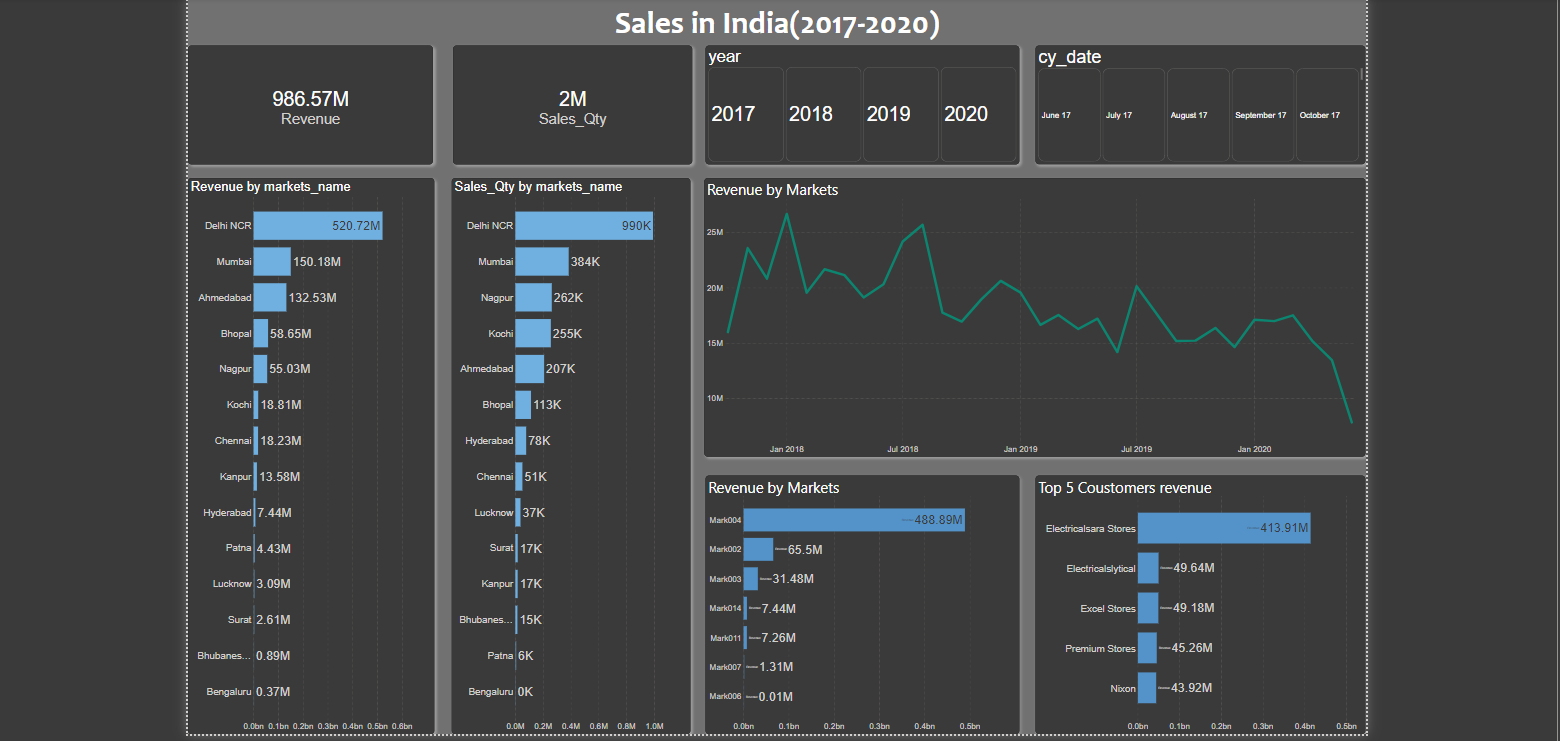 Sales in India(2017-2020)
986.57M
Revenue
2M
Sales_Qty
year
2017 2018 2019 2020
cy_date
June 17 July 17 August 17 September 17 October 17
Revenue by markets_name
Delhi NCR 520.72M
Mumbai 150.18M
Ahmedabad 132.53M
Bhopal 58.65M
Nagpur 55.03M
Kochi 18.81M
Chennai 18.23M
Kanpur 13.58M
Hyderabad 7.44M
Patna 4.43M
Lucknow 3.09M
Surat 2.61M
Bhubanes... 0.89M
Bengaluru 0.37M
0.0bn 0.1bn 0.2bn 0.3bn 0.4bn 0.5bn 0.6bn
Sales_Qty by markets_name
Delhi NCR 990K
Mumbai 384K
Nagpur 262K
Kochi 255K
Ahmedabad 207K
Bhopal 113K
Hyderabad 78K
Chennai 51K
Lucknow 37K
Surat 17K
Kanpur 17K
Bhubanes... 15K
Patna 6K
Bengaluru 0K
0.0M 0.2M 0.4M 0.6M 0.8M 1.0M
Revenue by Markets
25M
20M
15M
10M
Jan 2018 Jul 2018 Jan 2019 Jul 2019 Jan 2020
Revenue by Markets
Mark004 488.89M
Mark002 65.5M
Mark003 31.48M
Mark014 7.44M
Mark011 7.26M
Mark007 1.31M
Mark006 0.01M
0.0bn 0.1bn 0.2bn 0.3bn 0.4bn 0.5bn
Top 5 Coustomers revenue
Electricalsara Stores 413.91M
Electricalslytical 49.64M
Excel Stores 49.18M
Premium Stores 45.26M
Nixon 43.92M
0.0bn 0.1bn 0.2bn 0.3bn 0.4bn 0.5bn